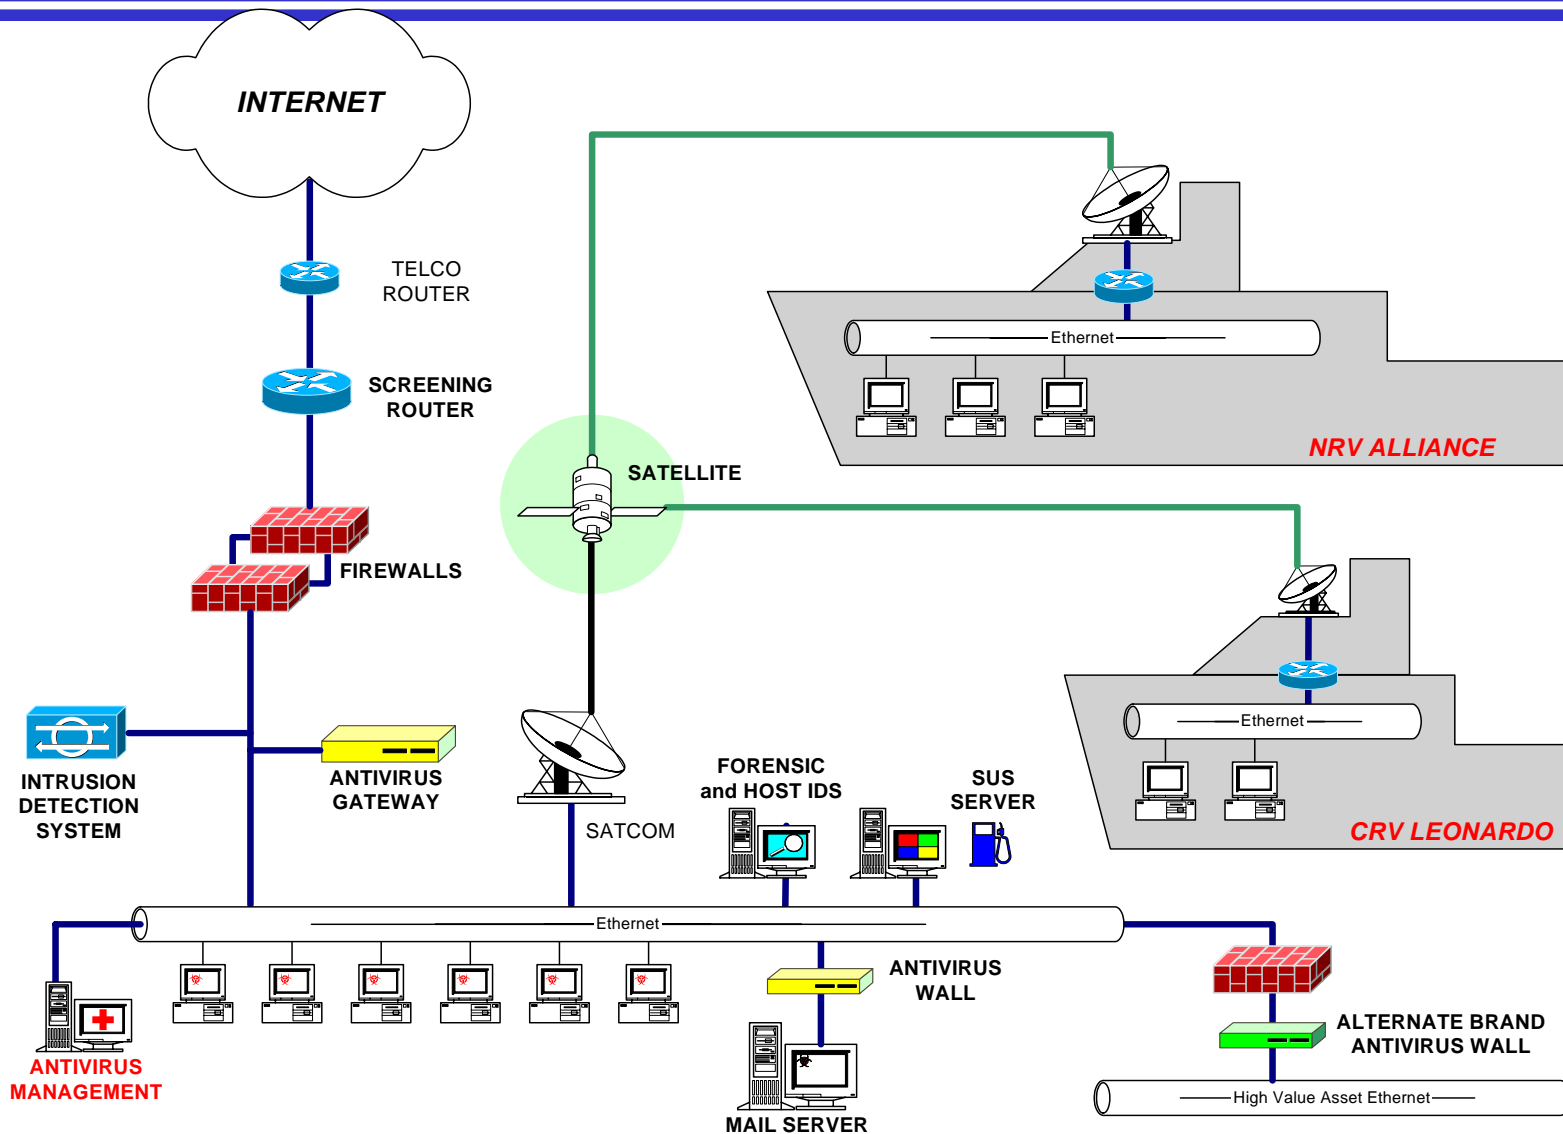 INTERNET
TELCO
ROUTER
SCREENING
ROUTER
FIREWALLS
SATELLITE
Ethernet
NRV ALLIANCE
Ethernet
CRV LEONARDO
INTRUSION
DETECTION
SYSTEM
ANTIVIRUS
GATEWAY
SATCOM
FORENSIC
and HOST IDS
SUS
SERVER
Ethernet
ANTIVIRUS
MANAGEMENT
ANTIVIRUS
WALL
MAIL SERVER
ALTERNATE BRAND
ANTIVIRUS WALL
High Value Asset Ethernet